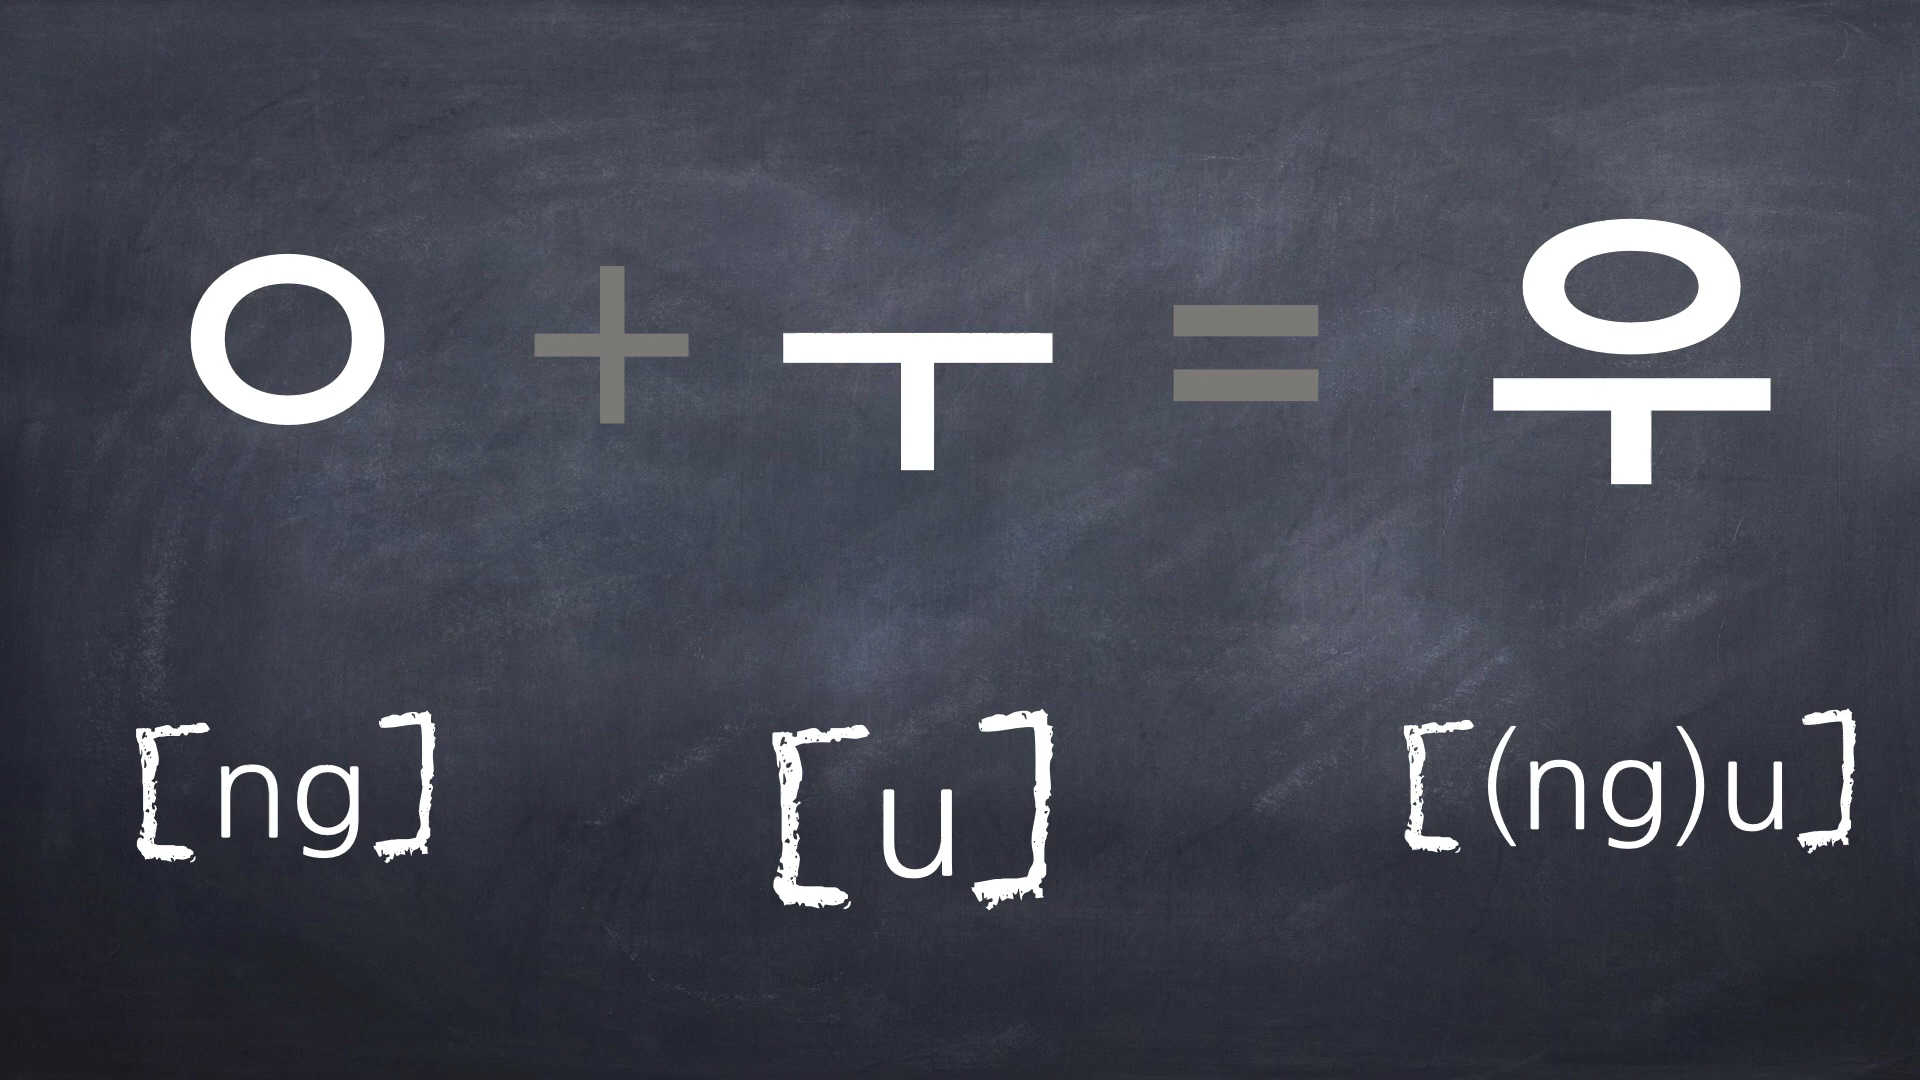 ㅇ + ㅜ = 우
[ng] [u] [(ng)u]